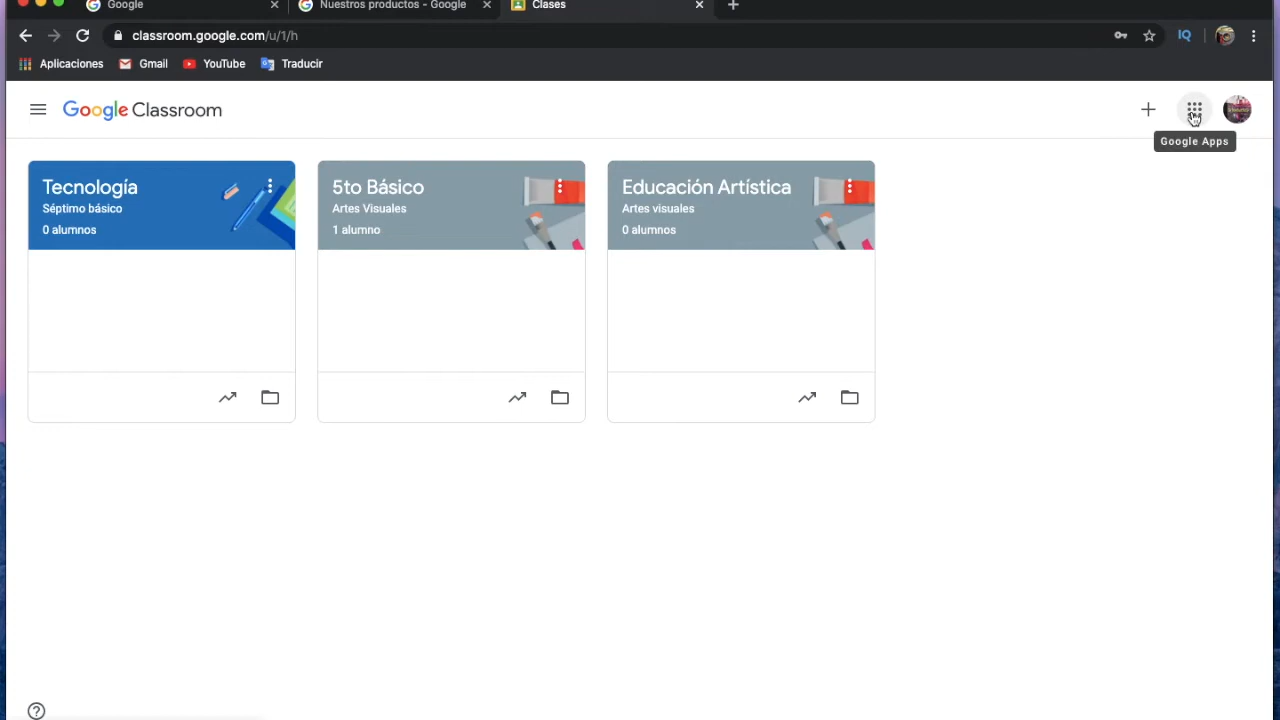 Google
Nuestros productos - Google
Clases
classroom.google.com/u/1/h
IQ
Aplicaciones
Gmail
YouTube
Traducir
Google Classroom
Google Apps
Tecnología
Séptimo básico
0 alumnos
5to Básico
Artes Visuales
1 alumno
Educación Artística
Artes visuales
0 alumnos